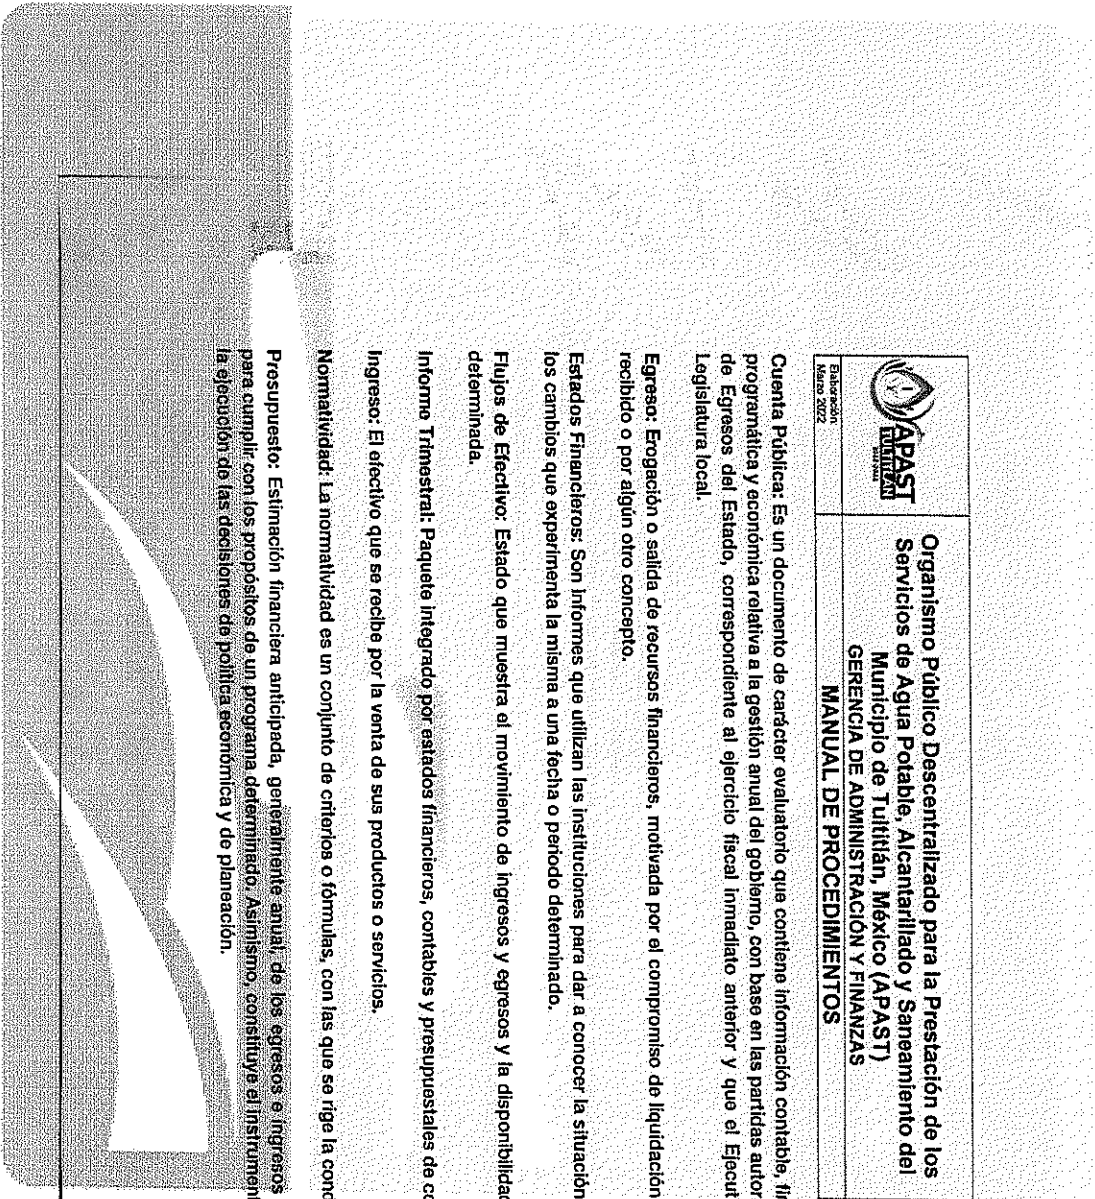 APAST
TULTITLÁN
Elaboración:
Marzo 2022
Organismo Público Descentralizado para la Prestación de los
Servicios de Agua Potable, Alcantarillado y Saneamiento del
Municipio de Tultitlán, México (APAST)
GERENCIA DE ADMINISTRACIÓN Y FINANZAS
MANUAL DE PROCEDIMIENTOS
Cuenta Pública: Es un documento de carácter evaluatorio que contiene información contable, fi
programática y económica relativa a la gestión anual del gobierno, con base en las partidas autor
de Egresos del Estado, correspondiente al ejercicio fiscal inmediato anterior y que el Ejecut
Legislatura local.
Egreso: Erogación o salida de recursos financieros, motivada por el compromiso de liquidación
recibido o por algún otro concepto.
Estados Financieros: Son informes que utilizan las instituciones para dar a conocer la situación
los cambios que experimenta la misma a una fecha o periodo determinado.
Flujos de Efectivo: Estado que muestra el movimiento de ingresos y egresos y la disponibilidad
determinada.
Informe Trimestral: Paquete integrado por estados financieros, contables y presupuestales de co
Ingreso: El efectivo que se recibe por la venta de sus productos o servicios.
Normatividad: La normatividad es un conjunto de criterios o fórmulas, con las que se rige la cond
Presupuesto: Estimación financiera anticipada, generalmente anual, de los egresos e ingresos
para cumplir con los propósitos de un programa determinado. Asimismo, constituye el instrument
la ejecución de las decisiones de política económica y de planeación.